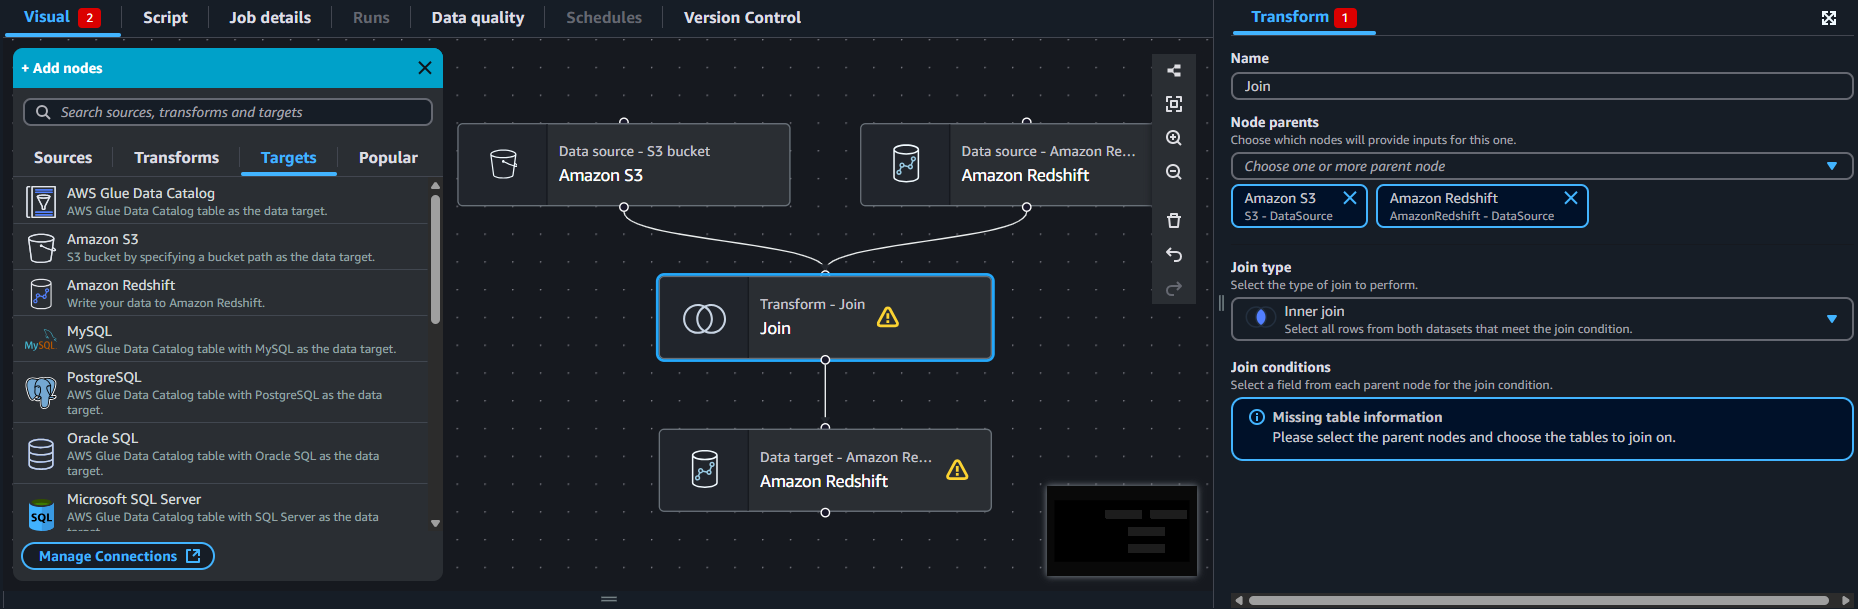 Visual 2 Script Job details Runs Data quality Schedules Version Control
+ Add nodes
Search sources, transforms and targets
Sources Transforms Targets Popular
AWS Glue Data Catalog
AWS Glue Data Catalog table as the data target.
Amazon S3
S3 bucket by specifying a bucket path as the data target.
Amazon Redshift
Write your data to Amazon Redshift.
MySQL
MySQL
AWS Glue Data Catalog table with MySQL as the data target.
PostgreSQL
AWS Glue Data Catalog table with PostgreSQL as the data
target.
Oracle SQL
AWS Glue Data Catalog table with Oracle SQL as the data
target.
Microsoft SQL Server
SQL
AWS Glue Data Catalog table with SQL Server as the data
target.
Manage Connections
Data source - S3 bucket
Amazon S3
Data source - Amazon Re...
Amazon Redshift
Transform - Join
Join
Data target - Amazon Re...
Amazon Redshift
Transform 1
Name
Join
Node parents
Choose which nodes will provide inputs for this one.
Choose one or more parent node
Amazon S3
S3 - DataSource
Amazon Redshift
AmazonRedshift - DataSource
Join type
Select the type of join to perform.
Inner join
Select all rows from both datasets that meet the join condition.
Join conditions
Select a field from each parent node for the join condition.
Missing table information
Please select the parent nodes and choose the tables to join on.